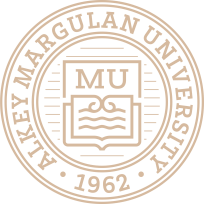 ALKEY MARGULAN UNIVERSITY
MU
· 1962 ·